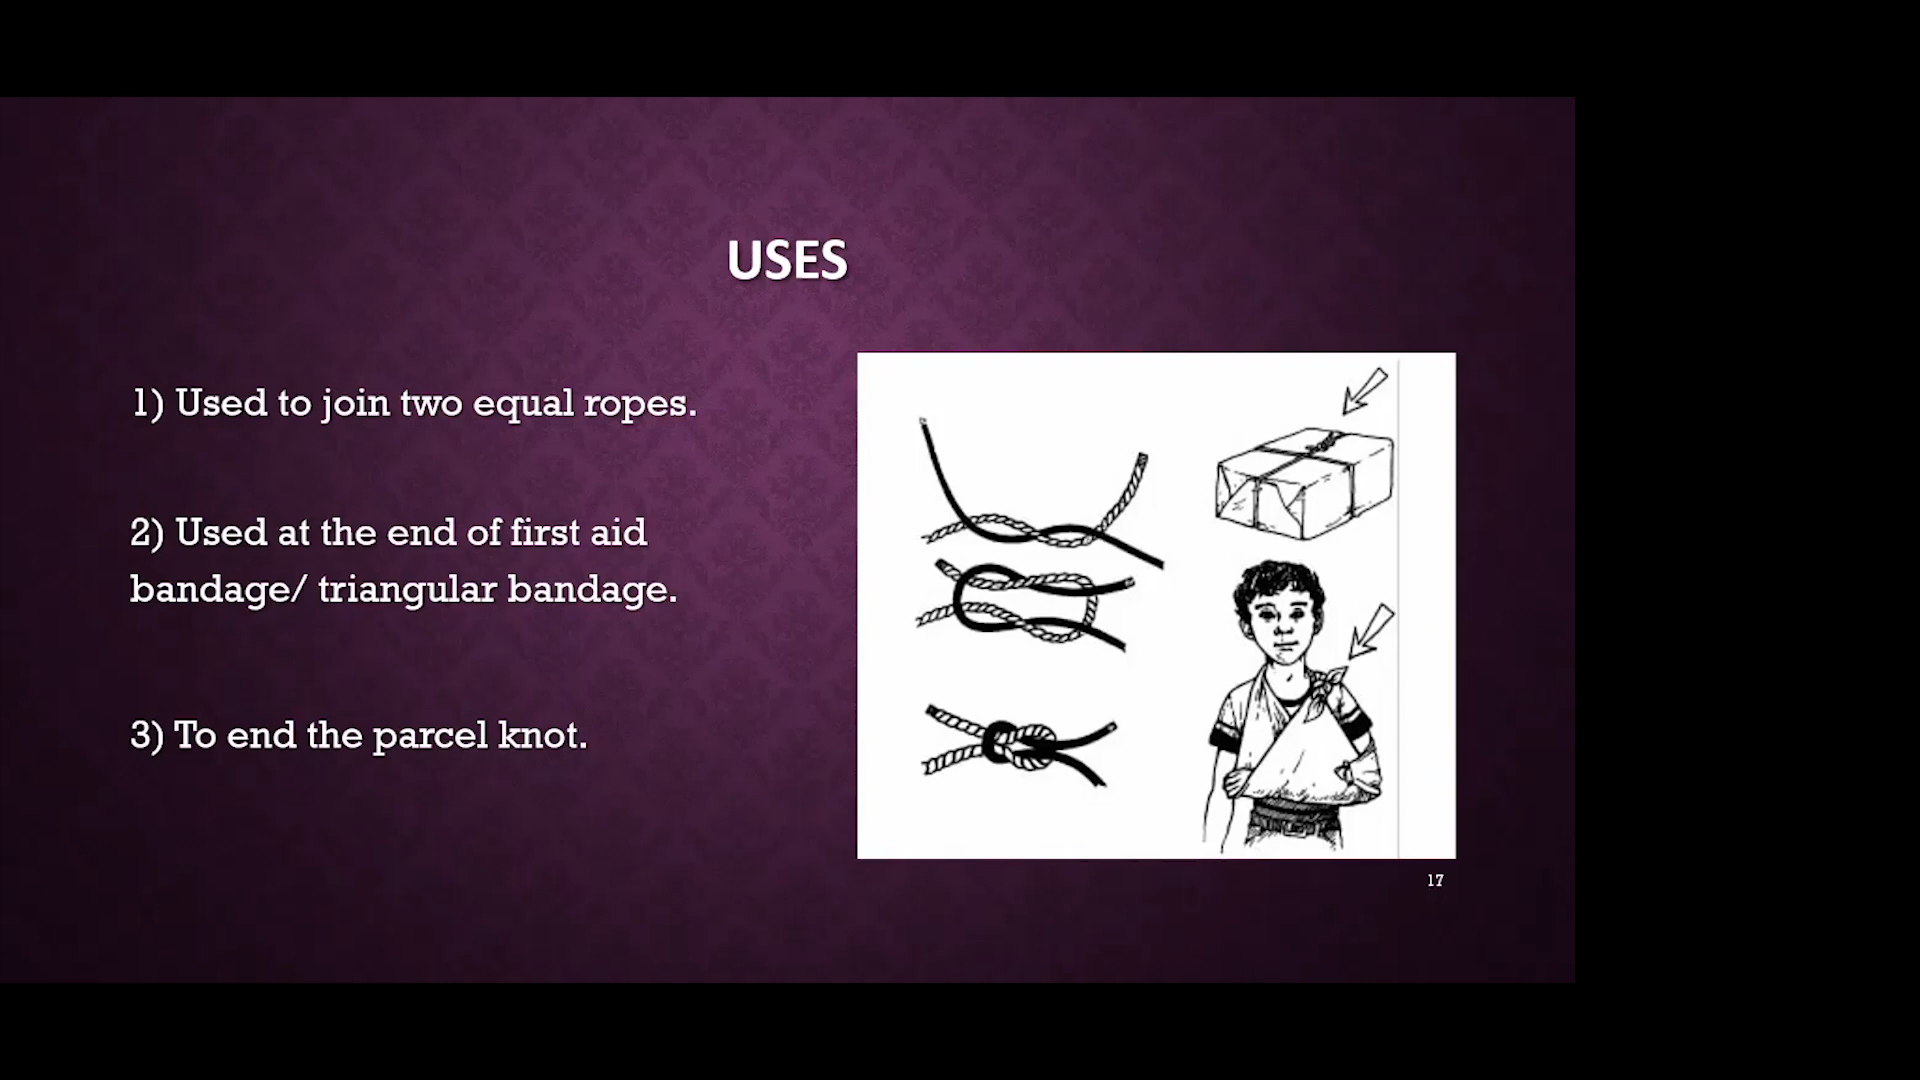 USES
1) Used to join two equal ropes.
2) Used at the end of first aid
bandage/ triangular bandage.
3) To end the parcel knot.
17